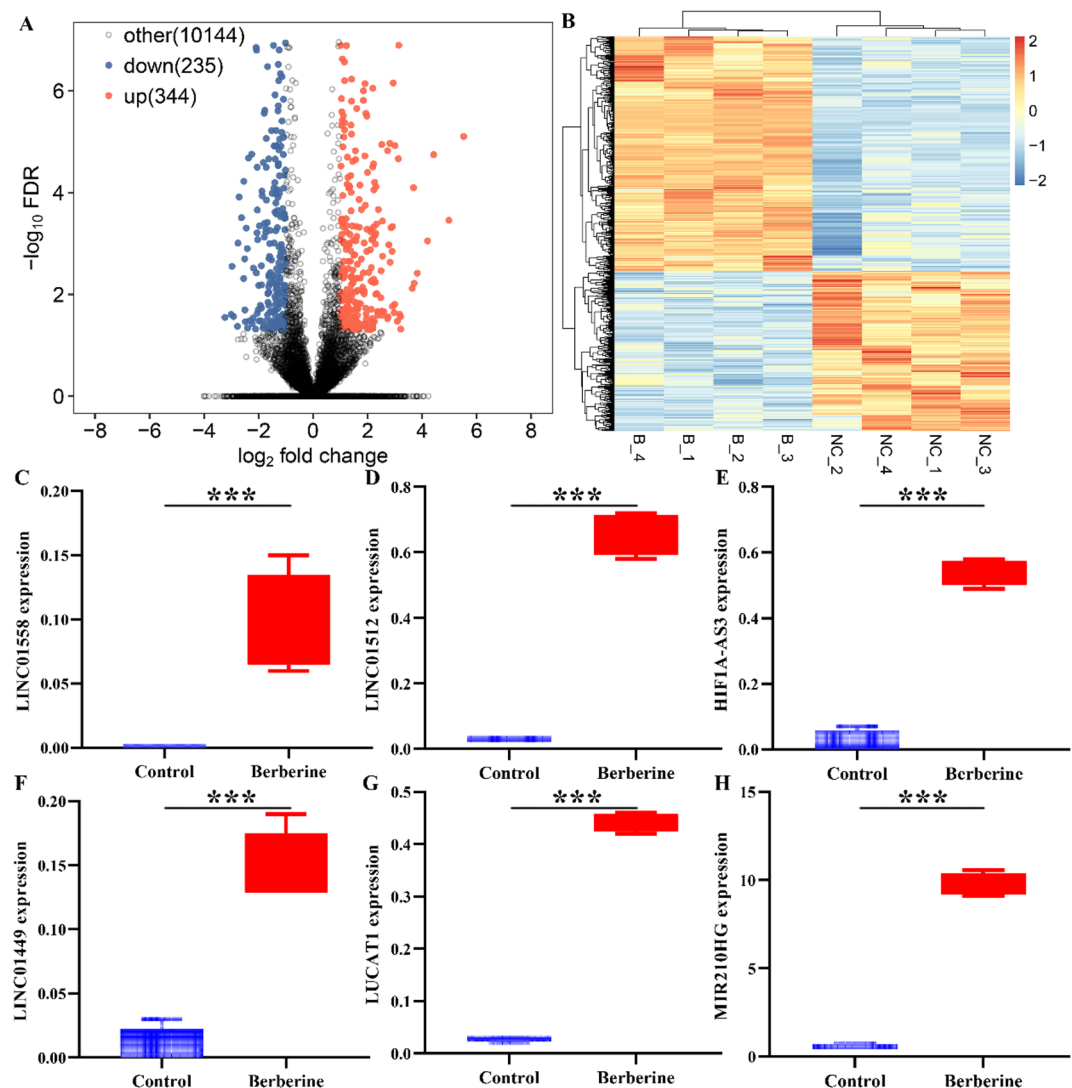 A
other(10144)
down(235)
up(344)
6
4
2
0
−log10 FDR
-8 -6 -4 -2 0 2 4 6 8
log2 fold change
B
2
1
0
−1
−2
B_4 B_1 B_2 B_3 NC_2 NC_4 NC_1 NC_3
C
***
LINC01558 expression
0.20
0.15
0.10
0.05
0.00
Control Berberine
D
***
LINC01512 expression
0.8
0.6
0.4
0.2
0.0
Control Berberine
E
***
HIF1A-AS3 expression
0.8
0.6
0.4
0.2
0.0
Control Berberine
F
***
LINC01449 expression
0.20
0.15
0.10
0.05
0.00
Control Berberine
G
***
LUCAT1 expression
0.5
0.4
0.3
0.2
0.1
0.0
Control Berberine
H
***
MIR210HG expression
15
10
5
0
Control Berberine